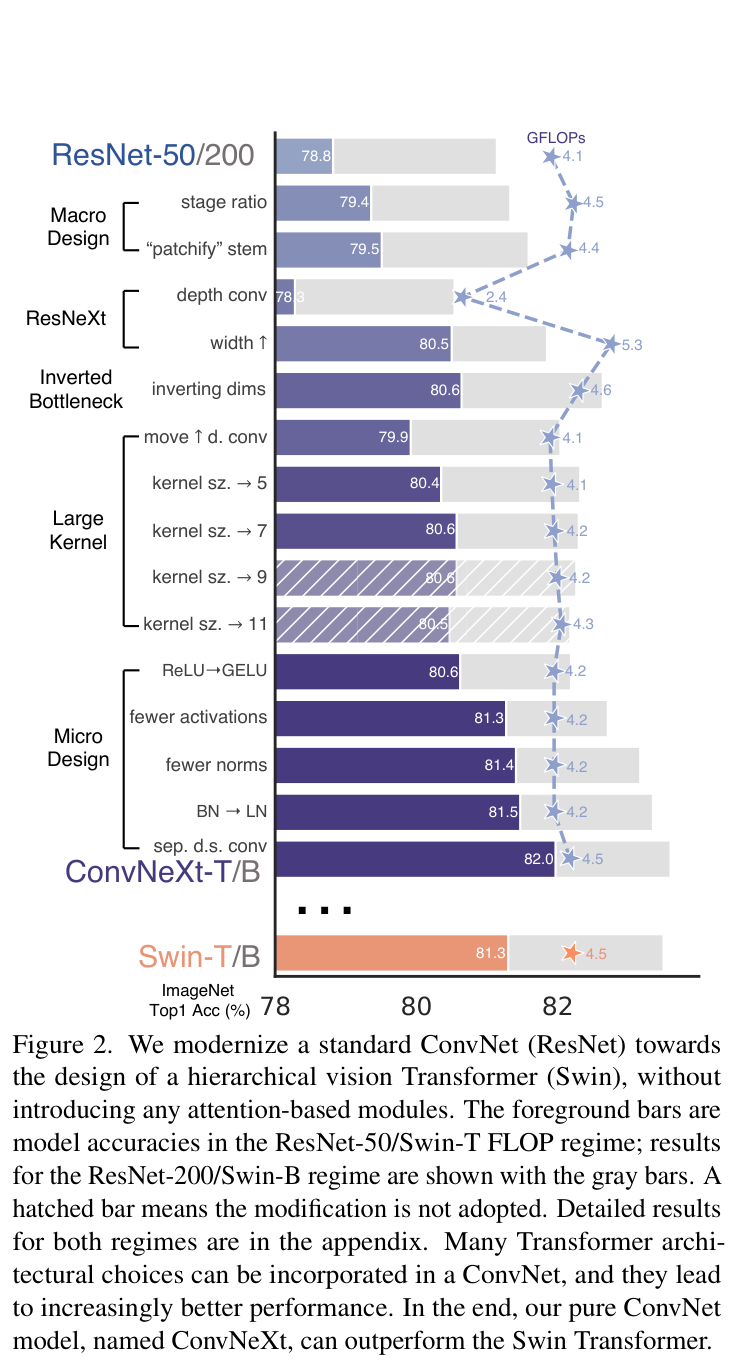 GFLOPs
ResNet-50/200 78.8 4.1
Macro Design
stage ratio 79.4 4.5
“patchify” stem 79.5 4.4
ResNeXt
depth conv 78.3 2.4
width ↑ 80.5 5.3
Inverted Bottleneck
inverting dims 80.6 4.6
Large Kernel
move ↑ d. conv 79.9 4.1
kernel sz. → 5 80.4 4.1
kernel sz. → 7 80.6 4.2
kernel sz. → 9 80.6 4.2
kernel sz. → 11 80.5 4.3
Micro Design
ReLU→GELU 80.6 4.2
fewer activations 81.3 4.2
fewer norms 81.4 4.2
BN → LN 81.5 4.2
sep. d.s. conv
ConvNeXt-T/B 82.0 4.5
...
Swin-T/B 81.3 4.5
ImageNet
Top1 Acc (%) 78 80 82
Figure 2. We modernize a standard ConvNet (ResNet) towards
the design of a hierarchical vision Transformer (Swin), without
introducing any attention-based modules. The foreground bars are
model accuracies in the ResNet-50/Swin-T FLOP regime; results
for the ResNet-200/Swin-B regime are shown with the gray bars. A
hatched bar means the modification is not adopted. Detailed results
for both regimes are in the appendix. Many Transformer archi-
tectural choices can be incorporated in a ConvNet, and they lead
to increasingly better performance. In the end, our pure ConvNet
model, named ConvNeXt, can outperform the Swin Transformer.